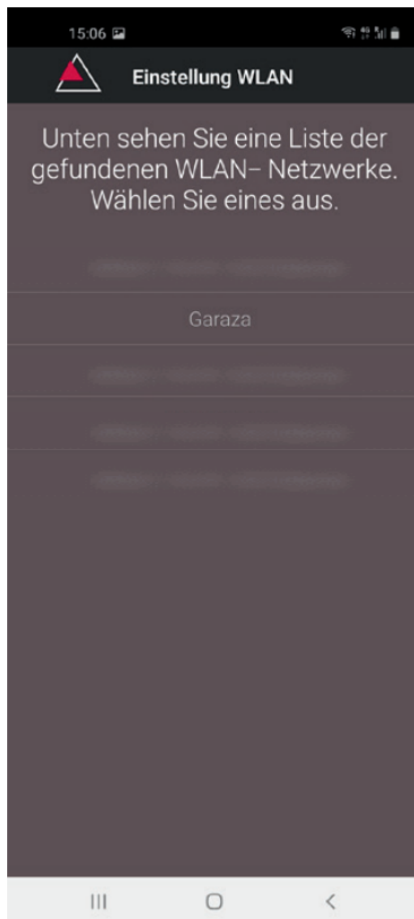 15:06
Einstellung WLAN
Unten sehen Sie eine Liste der
gefundenen WLAN– Netzwerke.
Wählen Sie eines aus.
Garaza